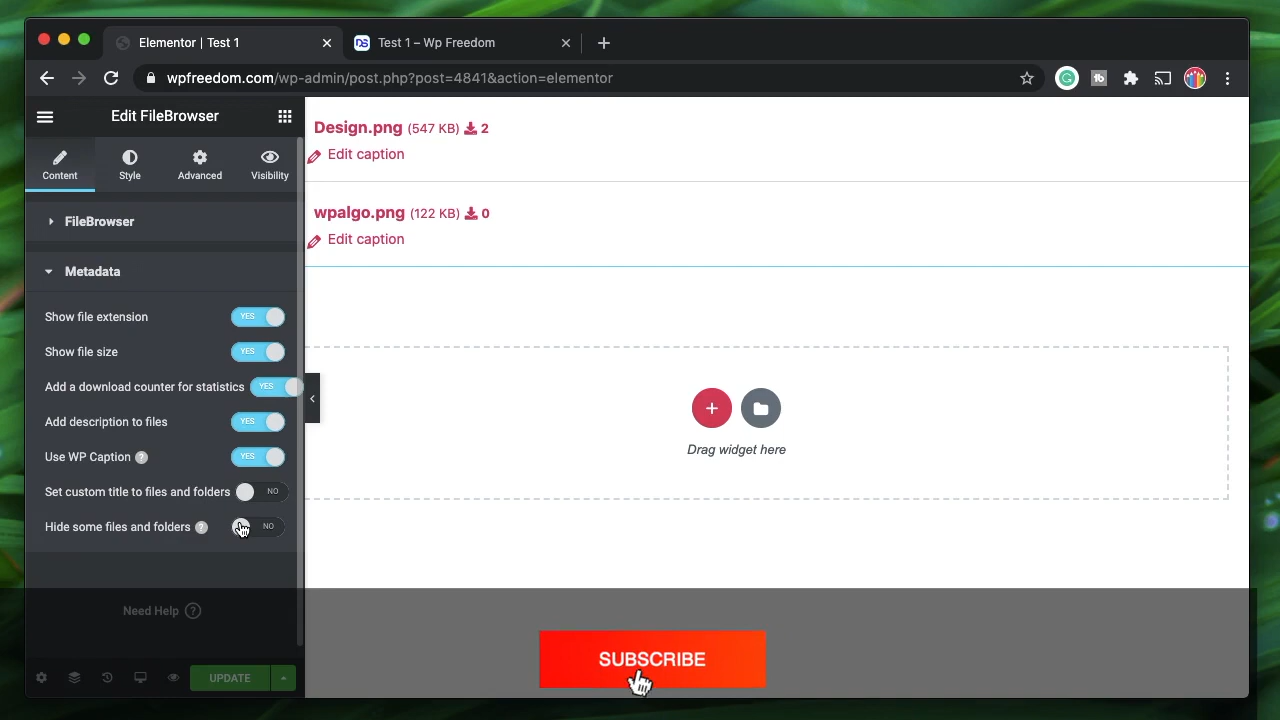 Elementor | Test 1
Test 1 – Wp Freedom
wpfreedom.com/wp-admin/post.php?post=4841&action=elementor
Edit FileBrowser
Content
Style
Advanced
Visibility
FileBrowser
Metadata
Show file extension YES
Show file size YES
Add a download counter for statistics YES
Add description to files YES
Use WP Caption ? YES
Set custom title to files and folders NO
Hide some files and folders ? NO
Need Help ?
UPDATE
Design.png (547 KB) 2
Edit caption
wpalgo.png (122 KB) 0
Edit caption
Drag widget here
SUBSCRIBE